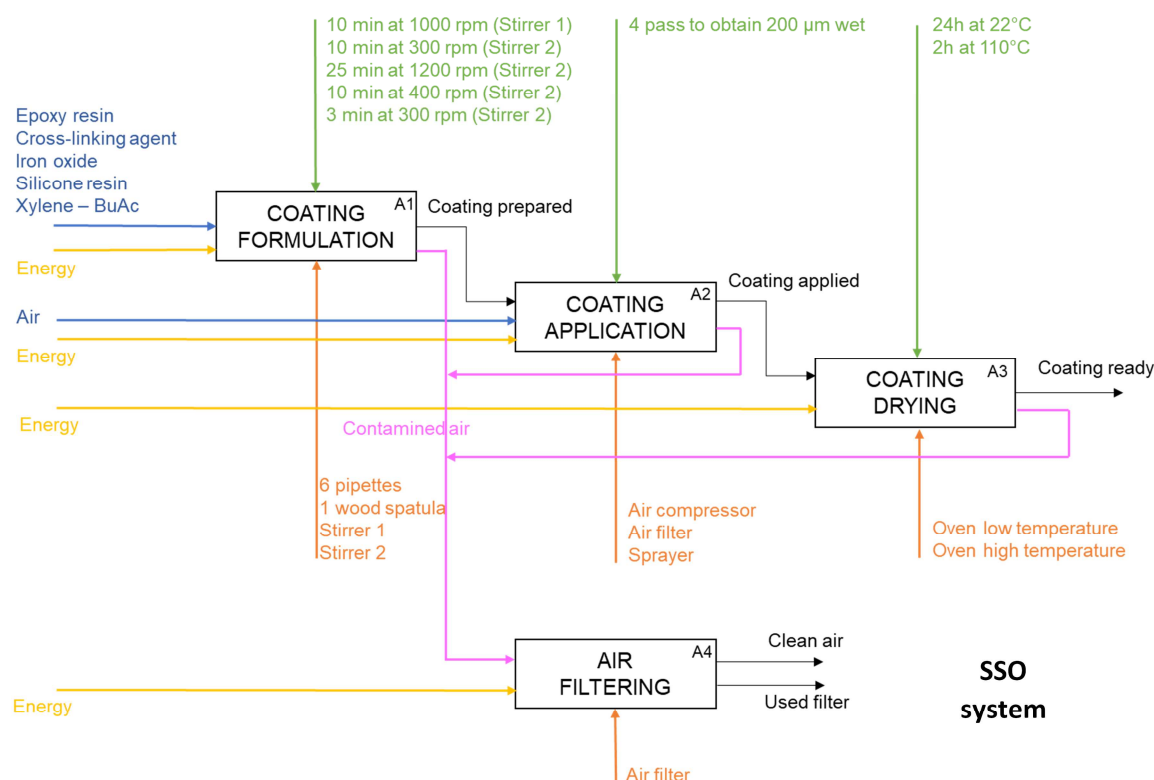 10 min at 1000 rpm (Stirrer 1)
10 min at 300 rpm (Stirrer 2)
25 min at 1200 rpm (Stirrer 2)
10 min at 400 rpm (Stirrer 2)
3 min at 300 rpm (Stirrer 2)
4 pass to obtain 200 µm wet
24h at 22°C
2h at 110°C
Epoxy resin
Cross-linking agent
Iron oxide
Silicone resin
Xylene – BuAc
Energy
COATING
FORMULATION
A1
Coating prepared
Air
Energy
COATING
APPLICATION
A2
Coating applied
Energy
COATING
DRYING
A3
Coating ready
Contaminated air
6 pipettes
1 wood spatula
Stirrer 1
Stirrer 2
Air compressor
Air filter
Sprayer
Oven low temperature
Oven high temperature
Energy
AIR
FILTERING
A4
Clean air
Used filter
Air filter
SSO
system